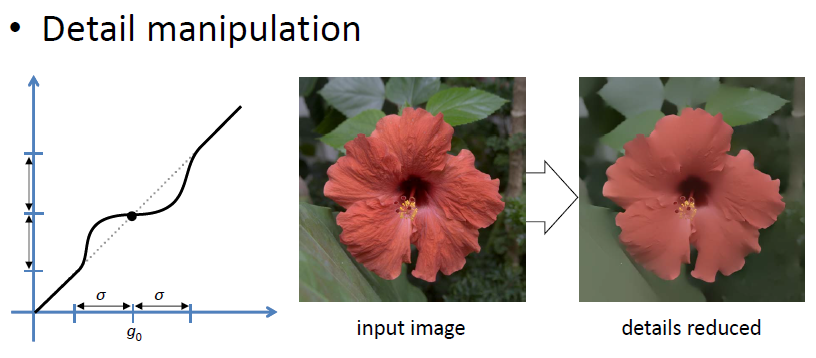 • Detail manipulation
σ
σ
g₀
input image
details reduced